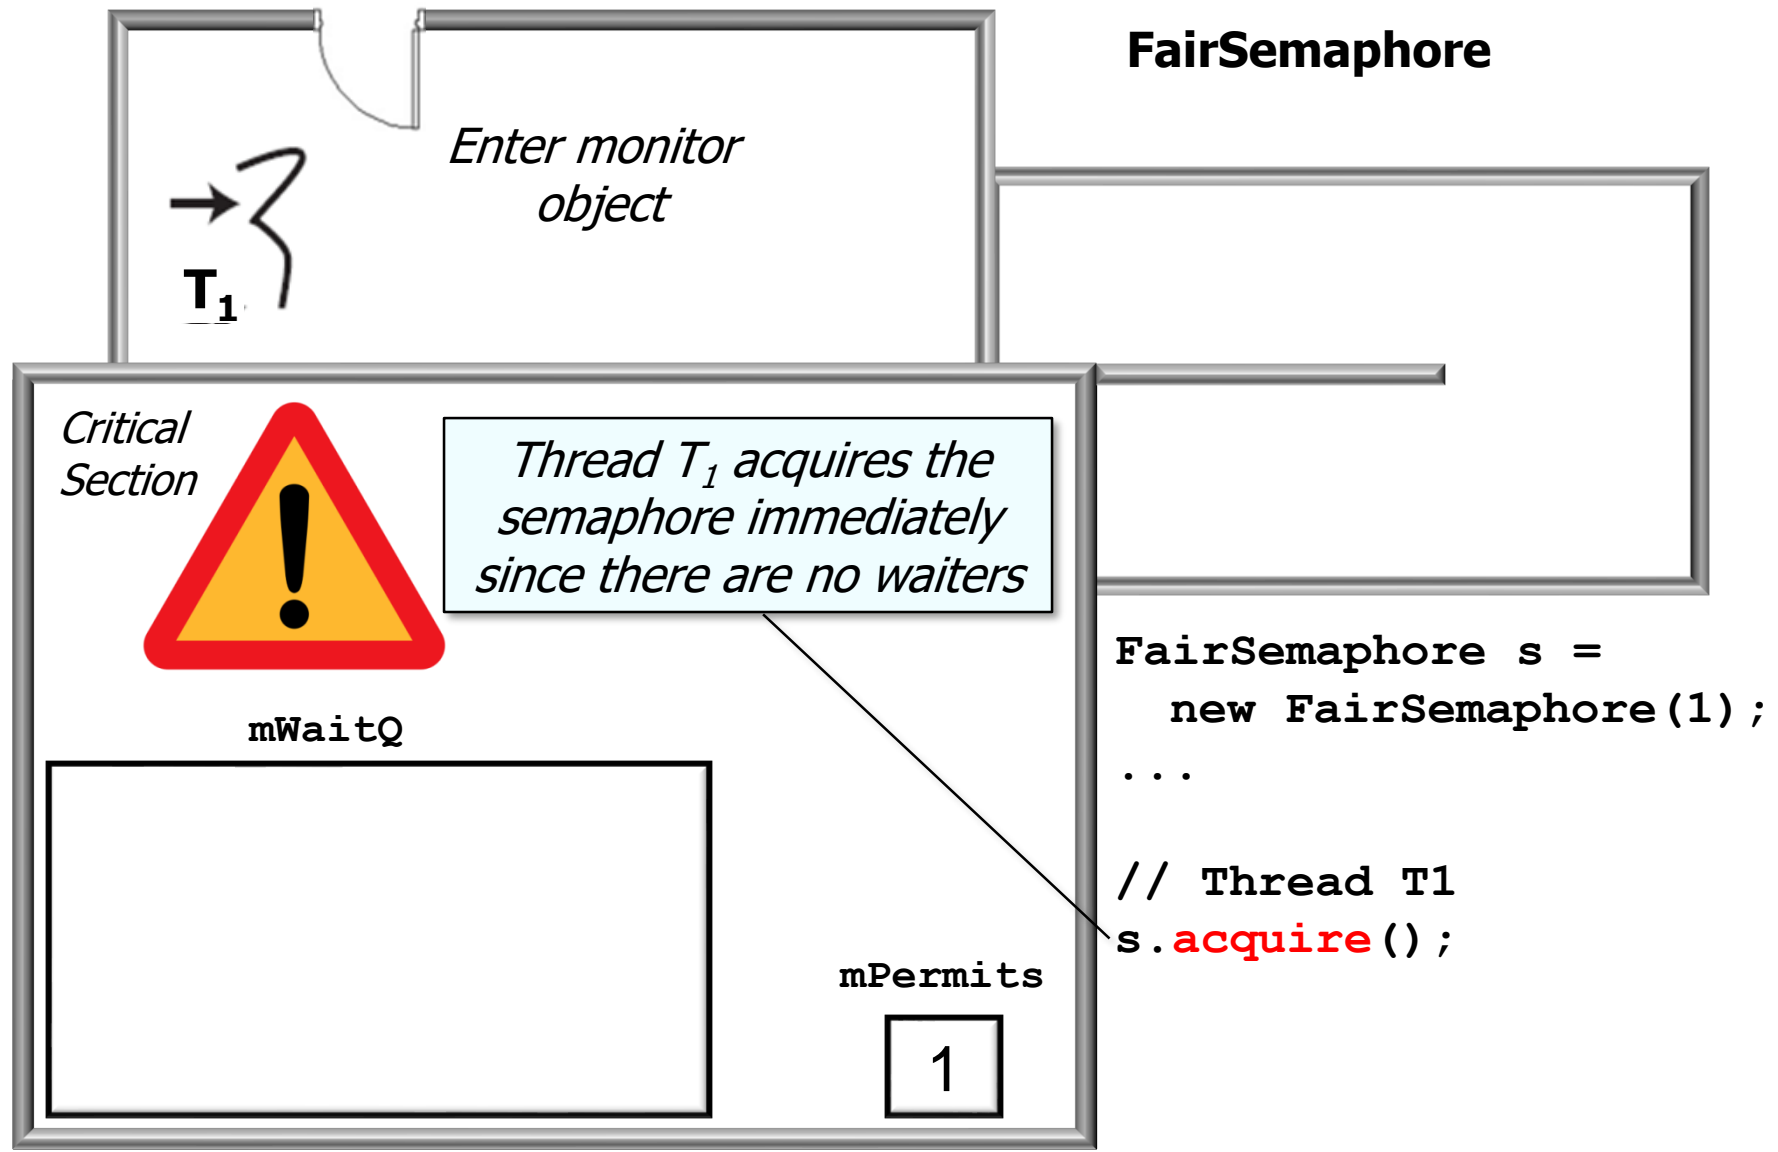 FairSemaphore
Enter monitor
object
T1
Critical
Section
Thread T1 acquires the
semaphore immediately
since there are no waiters
mWaitQ
mPermits
1
FairSemaphore s =
new FairSemaphore(1);
...
// Thread T1
s.acquire();